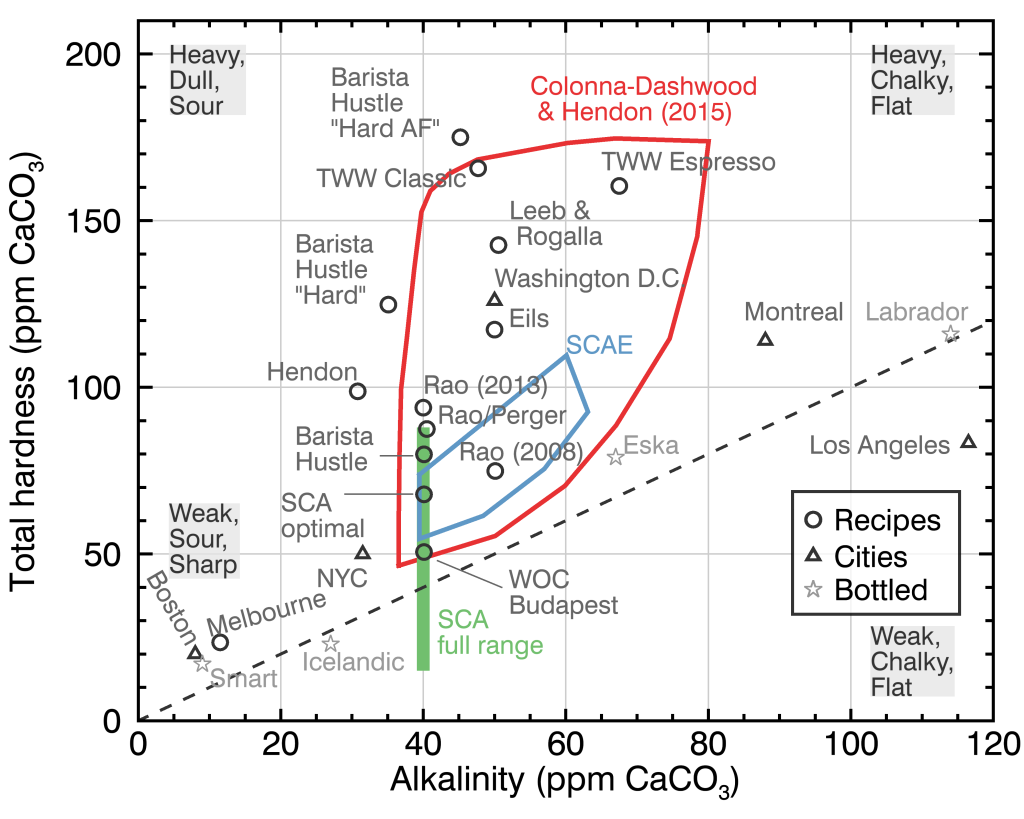 Total hardness (ppm CaCO₃)
200
150
100
50
0
Heavy,
Dull,
Sour
Heavy,
Chalky,
Flat
Barista
Hustle
"Hard AF"
Colonna-Dashwood
& Hendon (2015)
TWW Classic
TWW Espresso
Leeb &
Rogalla
Barista
Hustle
"Hard"
Washington D.C
Eils
Montreal
Labrador
SCAE
Hendon
Rao (2013)
Rao/Perger
Barista
Hustle
Rao (2008)
Eska
Los Angeles
SCA
optimal
Weak,
Sour,
Sharp
NYC
WOC
Budapest
Recipes
Cities
Bottled
Boston
Melbourne
SCA
full range
Icelandic
Smart
Weak,
Chalky,
Flat
0 20 40 60 80 100 120
Alkalinity (ppm CaCO₃)